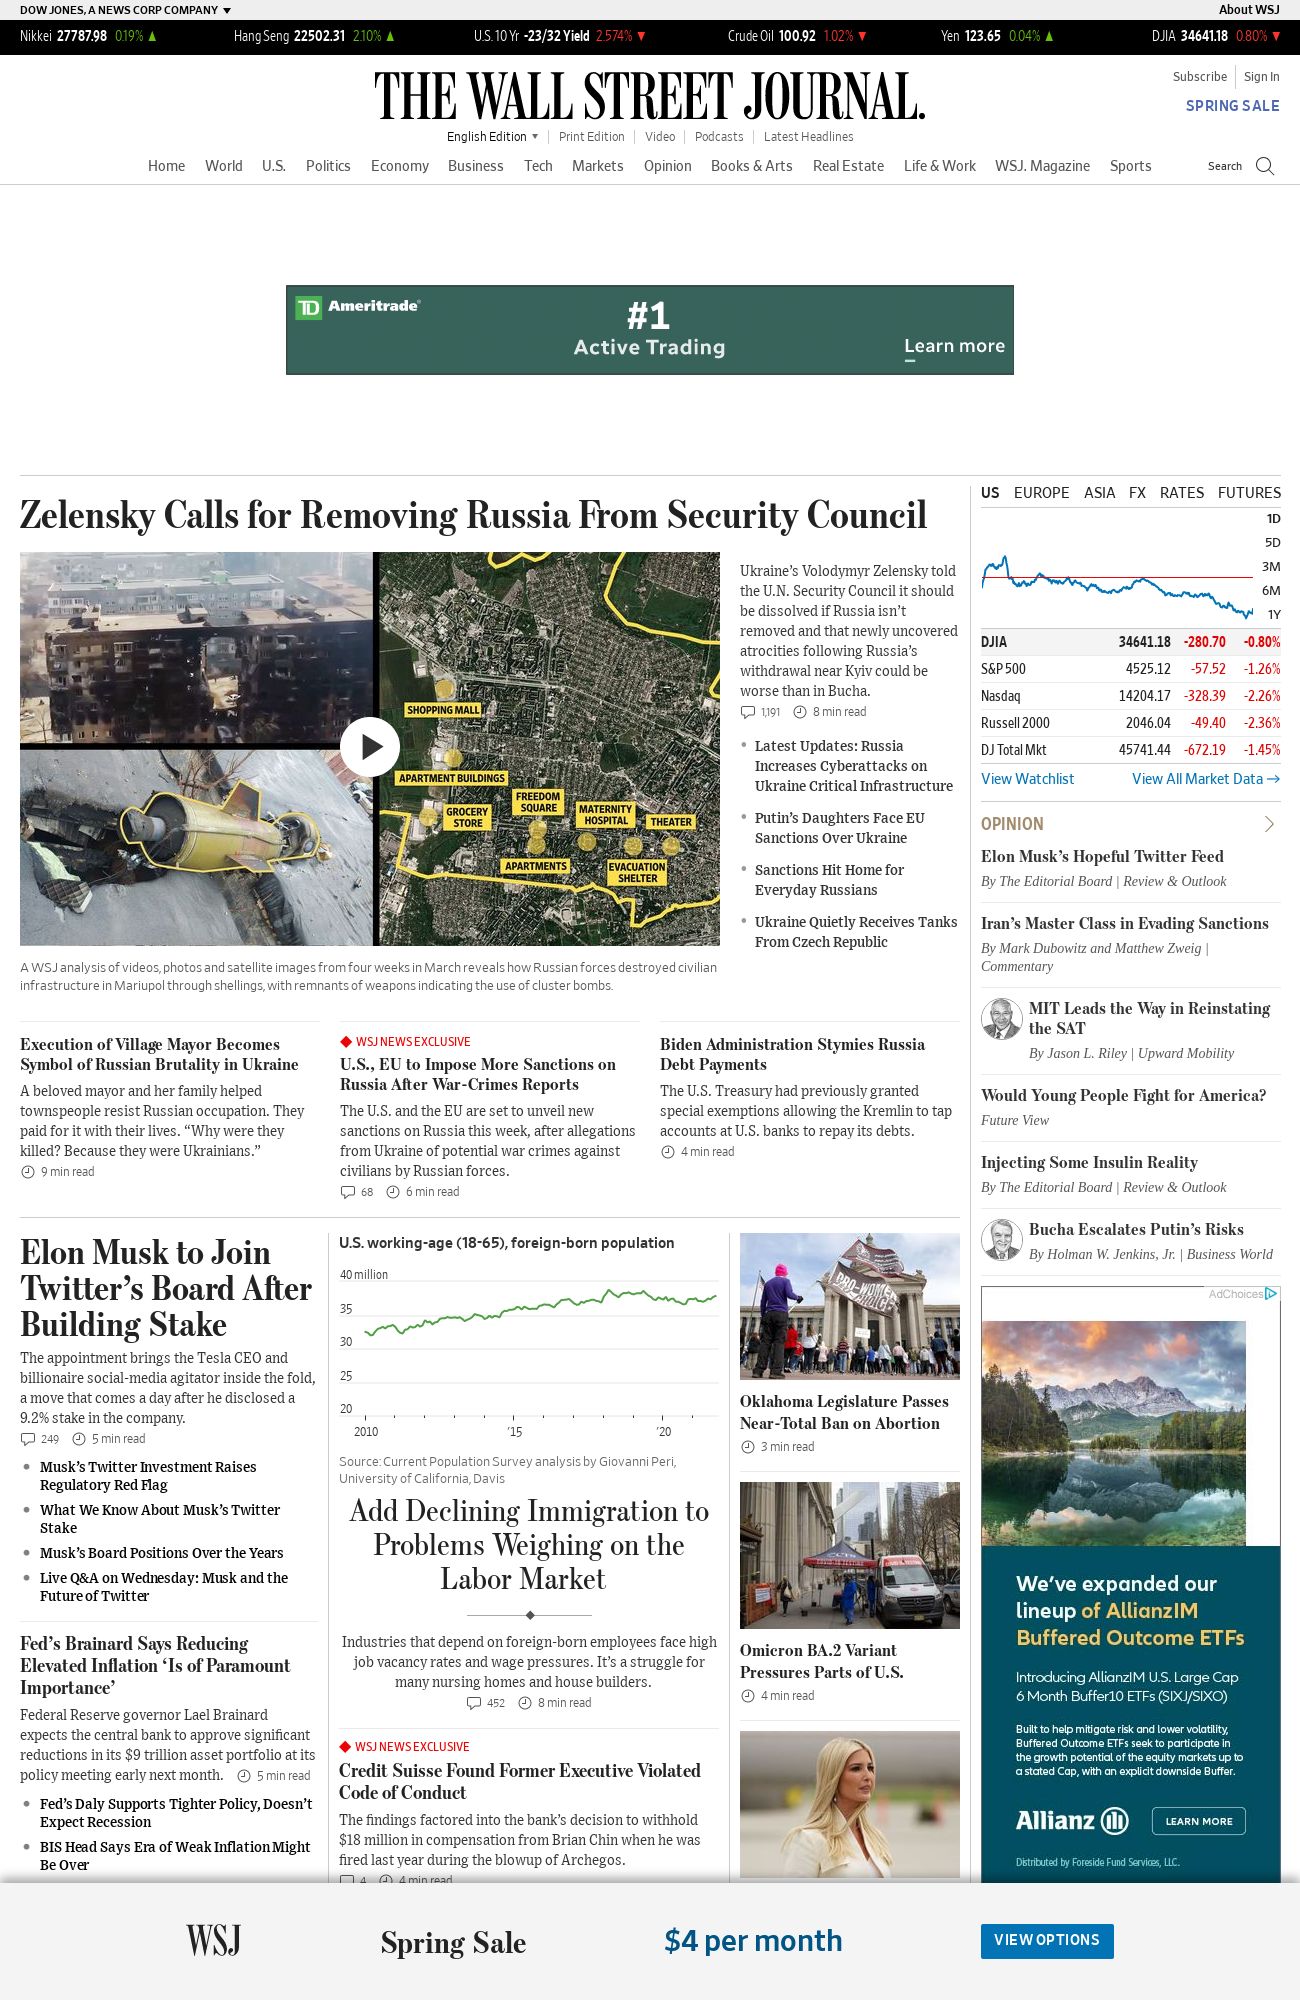 DOW JONES, A NEWS CORP COMPANY
About WSJ
Nikkei 27787.98 0.19%
Hang Seng 22502.31 2.10%
U.S. 10 Yr -23/32 Yield 2.574%
Crude Oil 100.92 1.02%
Yen 123.65 0.04%
DJIA 34641.18 0.80%
THE WALL STREET JOURNAL.
Subscribe
Sign In
SPRING SALE
English Edition
Print Edition
Video
Podcasts
Latest Headlines
Home World U.S. Politics Economy Business Tech Markets Opinion Books & Arts Real Estate Life & Work WSJ. Magazine Sports
Search
TD Ameritrade®
#1
Active Trading
Learn more
Zelensky Calls for Removing Russia From Security Council
SHOPPING MALL
APARTMENT BUILDINGS
GROCERY
STORE
FREEDOM
SQUARE
MATERNITY
HOSPITAL
THEATER
APARTMENTS
EVACUATION
SHELTER
A WSJ analysis of videos, photos and satellite images from four weeks in March reveals how Russian forces destroyed civilian
infrastructure in Mariupol through shellings, with remnants of weapons indicating the use of cluster bombs.
Ukraine’s Volodymyr Zelensky told
the U.N. Security Council it should
be dissolved if Russia isn’t
removed and that newly uncovered
atrocities following Russia’s
withdrawal near Kyiv could be
worse than in Bucha.
1,191 8 min read
Latest Updates: Russia
Increases Cyberattacks on
Ukraine Critical Infrastructure
Putin’s Daughters Face EU
Sanctions Over Ukraine
Sanctions Hit Home for
Everyday Russians
Ukraine Quietly Receives Tanks
From Czech Republic
Execution of Village Mayor Becomes
Symbol of Russian Brutality in Ukraine
A beloved mayor and her family helped
townspeople resist Russian occupation. They
paid for it with their lives. “Why were they
killed? Because they were Ukrainians.”
9 min read
WSJ NEWS EXCLUSIVE
U.S., EU to Impose More Sanctions on
Russia After War-Crimes Reports
The U.S. and the EU are set to unveil new
sanctions on Russia this week, after allegations
from Ukraine of potential war crimes against
civilians by Russian forces.
68 6 min read
Biden Administration Stymies Russia
Debt Payments
The U.S. Treasury had previously granted
special exemptions allowing the Kremlin to tap
accounts at U.S. banks to repay its debts.
4 min read
Elon Musk to Join
Twitter’s Board After
Building Stake
The appointment brings the Tesla CEO and
billionaire social-media agitator inside the fold,
a move that comes a day after he disclosed a
9.2% stake in the company.
249 5 min read
Musk’s Twitter Investment Raises
Regulatory Red Flag
What We Know About Musk’s Twitter
Stake
Musk’s Board Positions Over the Years
Live Q&A on Wednesday: Musk and the
Future of Twitter
Fed’s Brainard Says Reducing
Elevated Inflation ‘Is of Paramount
Importance’
Federal Reserve governor Lael Brainard
expects the central bank to approve significant
reductions in its $9 trillion asset portfolio at its
policy meeting early next month. 5 min read
Fed’s Daly Supports Tighter Policy, Doesn’t
Expect Recession
BIS Head Says Era of Weak Inflation Might
Be Over
U.S. working-age (18-65), foreign-born population
40 million
35
30
25
20
2010 ’15 ’20
Source: Current Population Survey analysis by Giovanni Peri,
University of California, Davis
Add Declining Immigration to
Problems Weighing on the
Labor Market
Industries that depend on foreign-born employees face high
job vacancy rates and wage pressures. It’s a struggle for
many nursing homes and house builders.
452 8 min read
WSJ NEWS EXCLUSIVE
Credit Suisse Found Former Executive Violated
Code of Conduct
The findings factored into the bank’s decision to withhold
$18 million in compensation from Brian Chin when he was
fired last year during the blowup of Archegos.
4 4 min read
PRO-WOMEN
PRO-CHOICE
Oklahoma Legislature Passes
Near-Total Ban on Abortion
3 min read
Omicron BA.2 Variant
Pressures Parts of U.S.
4 min read
US EUROPE ASIA FX RATES FUTURES
1D
5D
3M
6M
1Y
DJIA 34641.18 -280.70 -0.80%
S&P 500 4525.12 -57.52 -1.26%
Nasdaq 14204.17 -328.39 -2.26%
Russell 2000 2046.04 -49.40 -2.36%
DJ Total Mkt 45741.44 -672.19 -1.45%
View Watchlist View All Market Data
OPINION
Elon Musk’s Hopeful Twitter Feed
By The Editorial Board | Review & Outlook
Iran’s Master Class in Evading Sanctions
By Mark Dubowitz and Matthew Zweig |
Commentary
MIT Leads the Way in Reinstating
the SAT
By Jason L. Riley | Upward Mobility
Would Young People Fight for America?
Future View
Injecting Some Insulin Reality
By The Editorial Board | Review & Outlook
Bucha Escalates Putin’s Risks
By Holman W. Jenkins, Jr. | Business World
AdChoices
We’ve expanded our
lineup of AllianzIM
Buffered Outcome ETFs
Introducing AllianzIM U.S. Large Cap
6 Month Buffer10 ETFs (SIXJ/SIXO)
Built to help mitigate risk and lower volatility,
Buffered Outcome ETFs seek to participate in
the growth potential of the equity markets up to
a stated Cap, with an explicit downside Buffer.
Allianz
LEARN MORE
Distributed by Foreside Fund Services, LLC.
WSJ
Spring Sale
$4 per month
VIEW OPTIONS